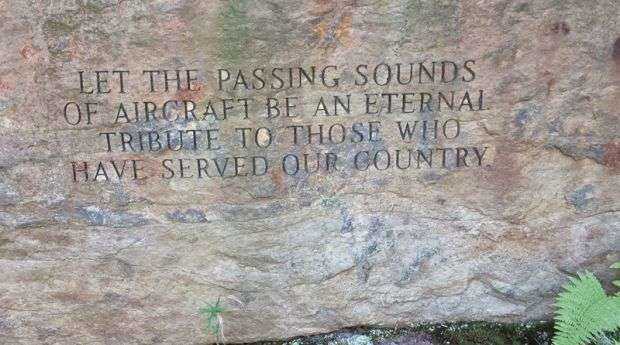 LET THE PASSING SOUNDS
OF AIRCRAFT BE AN ETERNAL
TRIBUTE TO THOSE WHO
HAVE SERVED OUR COUNTRY.